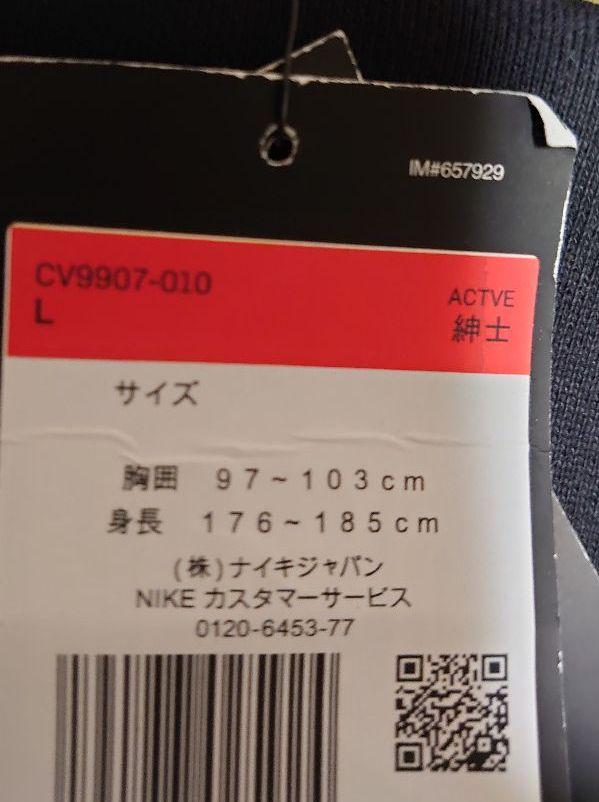 IM#657929
CV9907-010
L
ACTVE
紳士
サイズ
胸囲 97~103cm
身長 176~185cm
(株)ナイキジャパン
NIKE カスタマーサービス
0120-6453-77